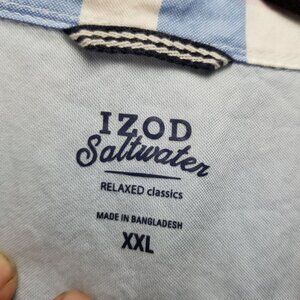 IZOD
Saltwater
RELAXED classics
MADE IN BANGLADESH
XXL